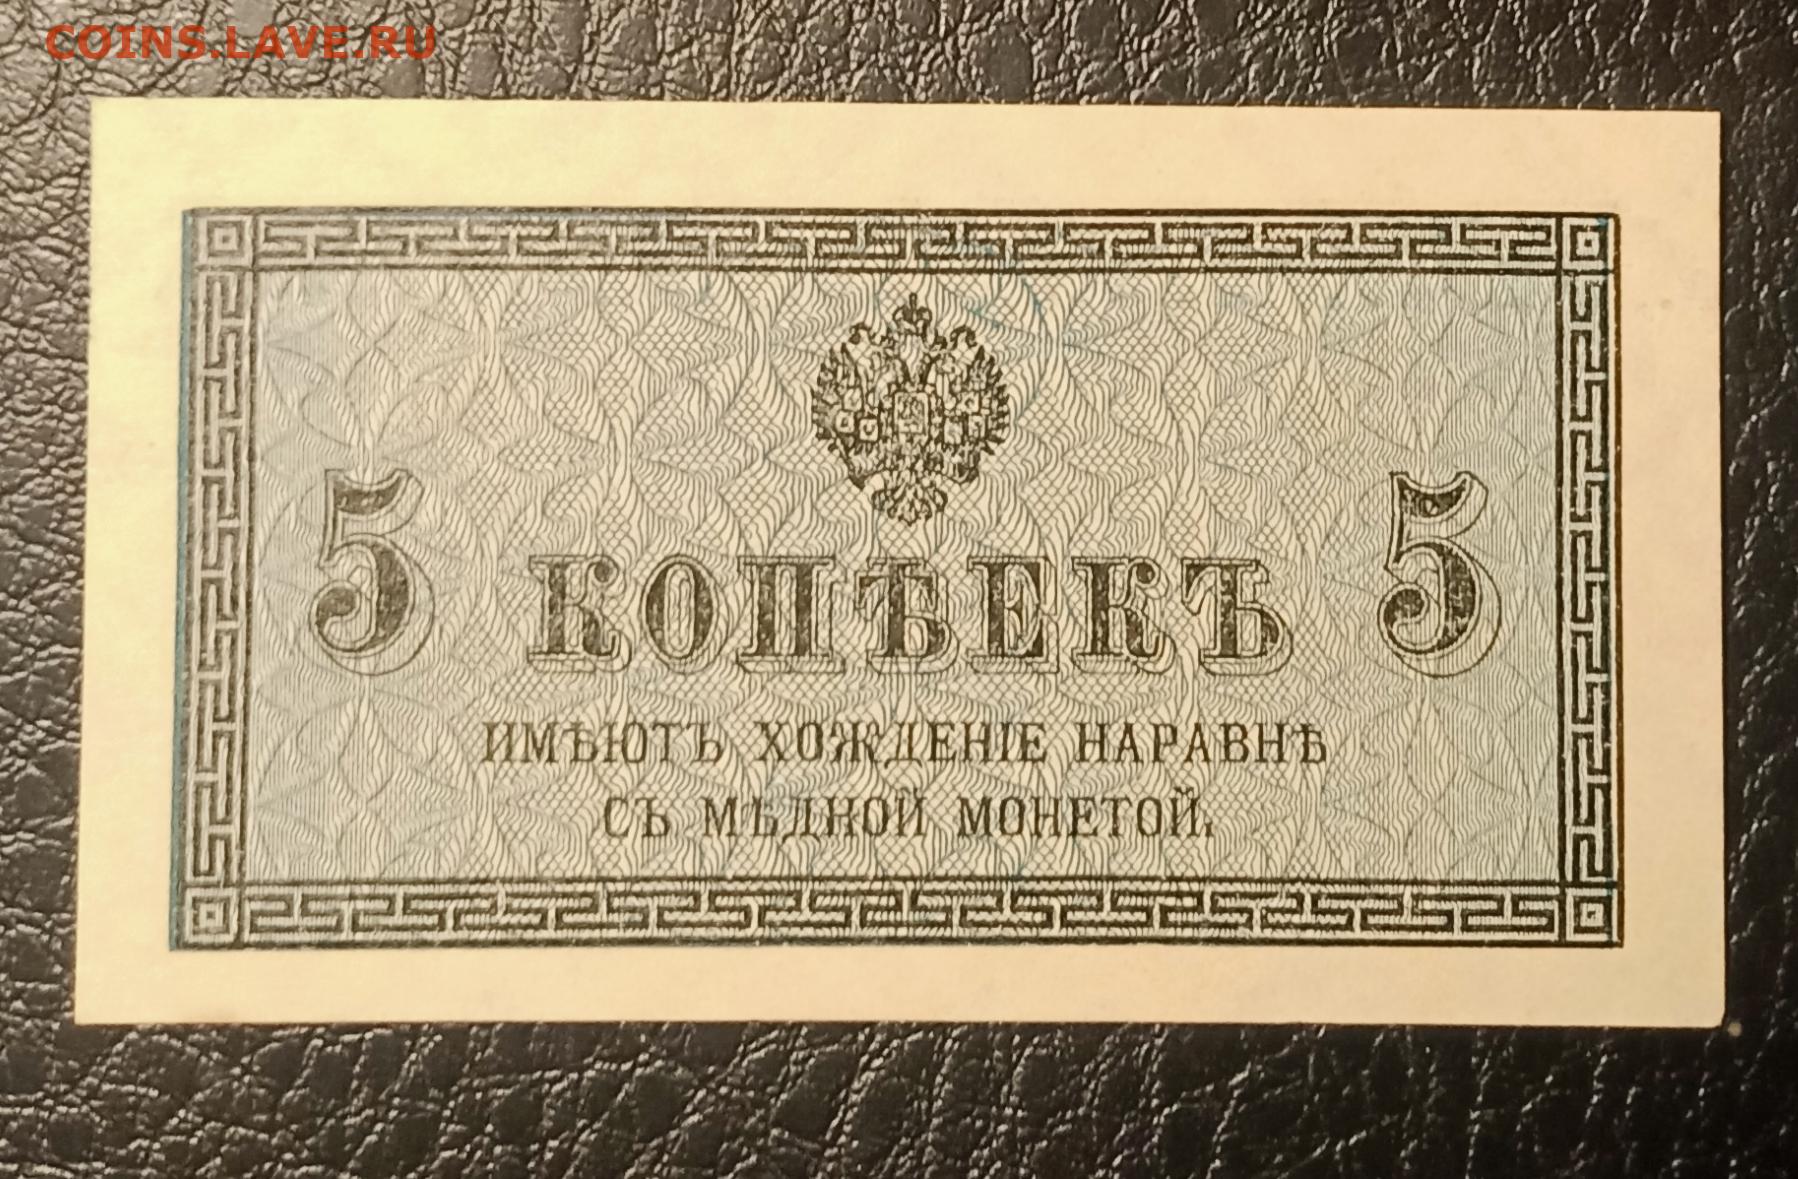 COINS.LAVE.RU
5 КОПѢЕКЪ 5
ИМѢЮТЪ ХОЖДЕНІЕ НАРАВНѢ
СЪ МѢДНОЙ МОНЕТОЙ.